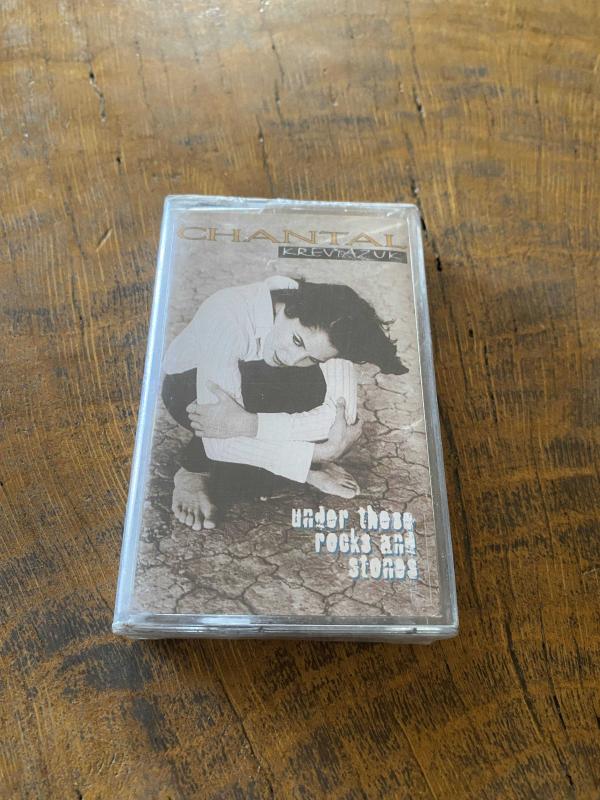 CHANTAL
KREVIAZUK
under these
rocks and
stones